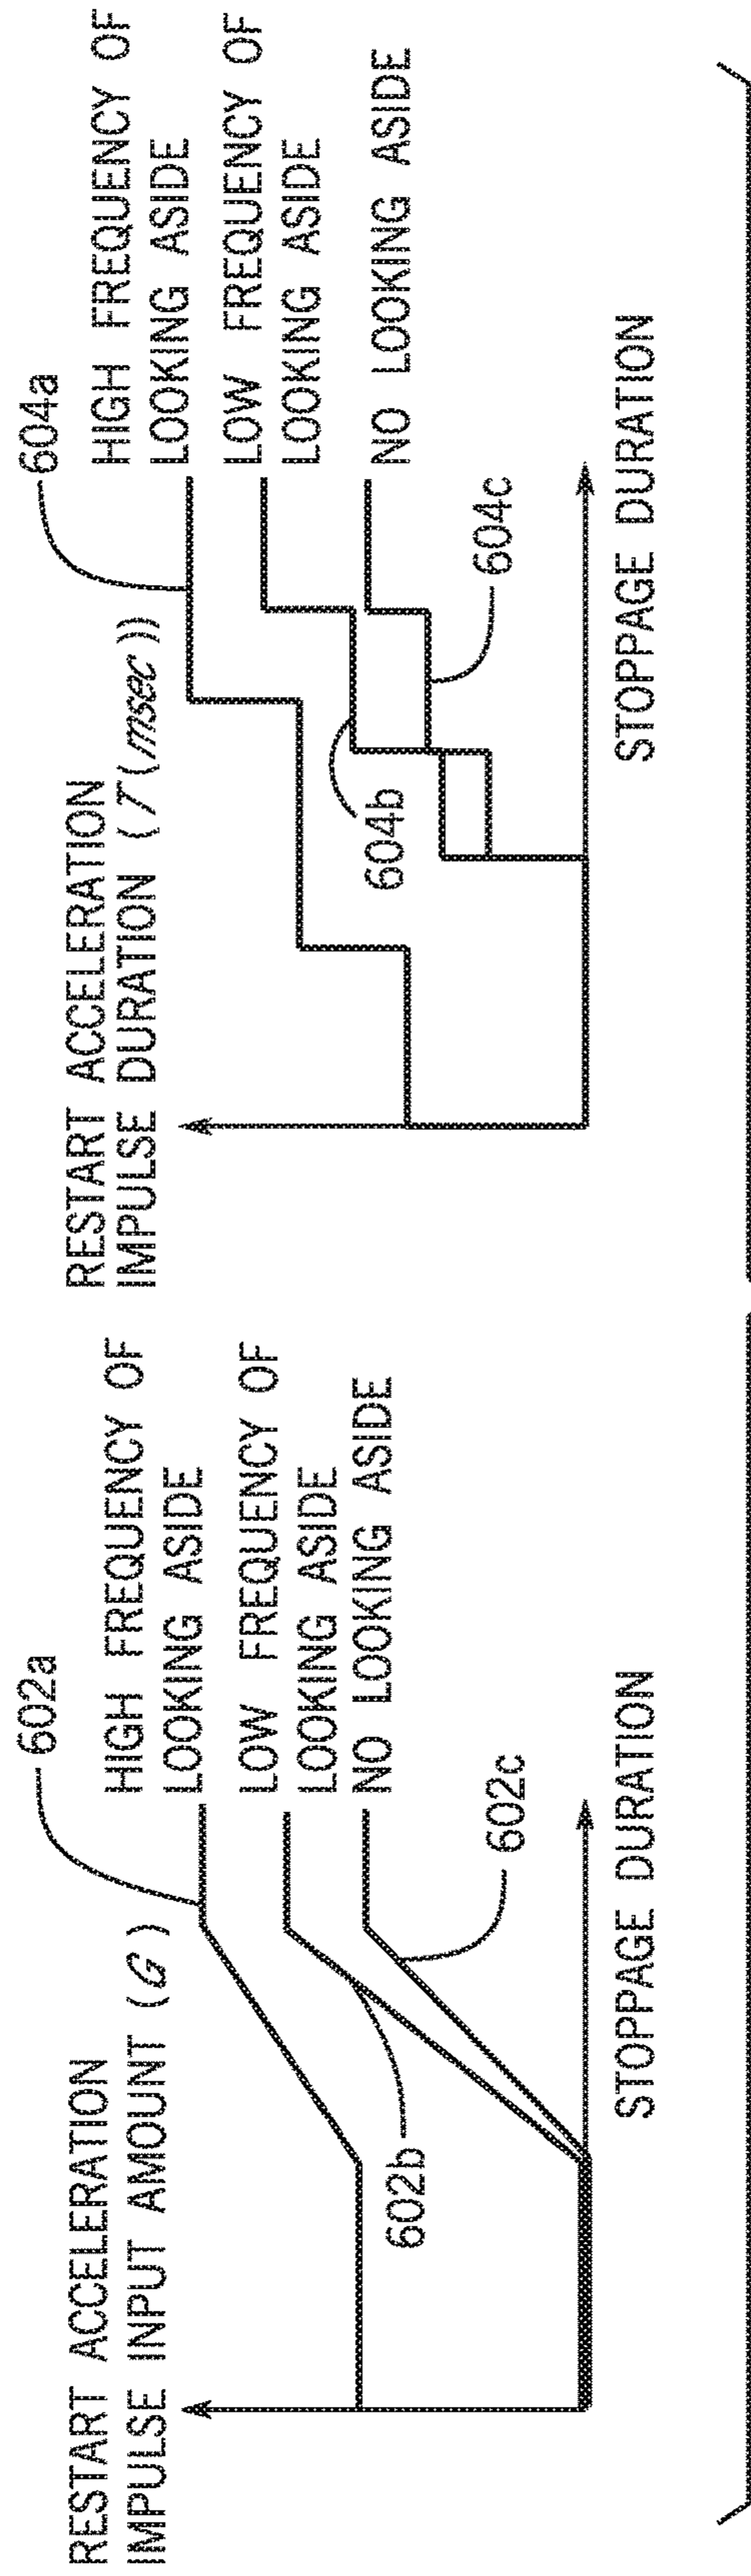 RESTART ACCELERATION
IMPULSE INPUT AMOUNT (G)
602a
HIGH FREQUENCY OF
LOOKING ASIDE
LOW FREQUENCY OF
LOOKING ASIDE
NO LOOKING ASIDE
602b
602c
STOPPAGE DURATION
RESTART ACCELERATION
IMPULSE DURATION (T(msec))
604a
HIGH FREQUENCY OF
LOOKING ASIDE
LOW FREQUENCY OF
LOOKING ASIDE
NO LOOKING ASIDE
604b
604c
STOPPAGE DURATION